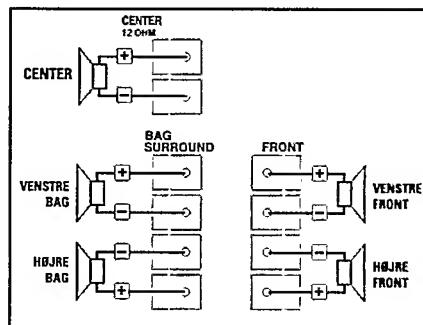 CENTER
12 OHM
CENTER
+
−
BAG
SURROUND
FRONT
VENSTRE
BAG
+
−
+
−
VENSTRE
FRONT
HØJRE
BAG
−
+
−
+
HØJRE
FRONT